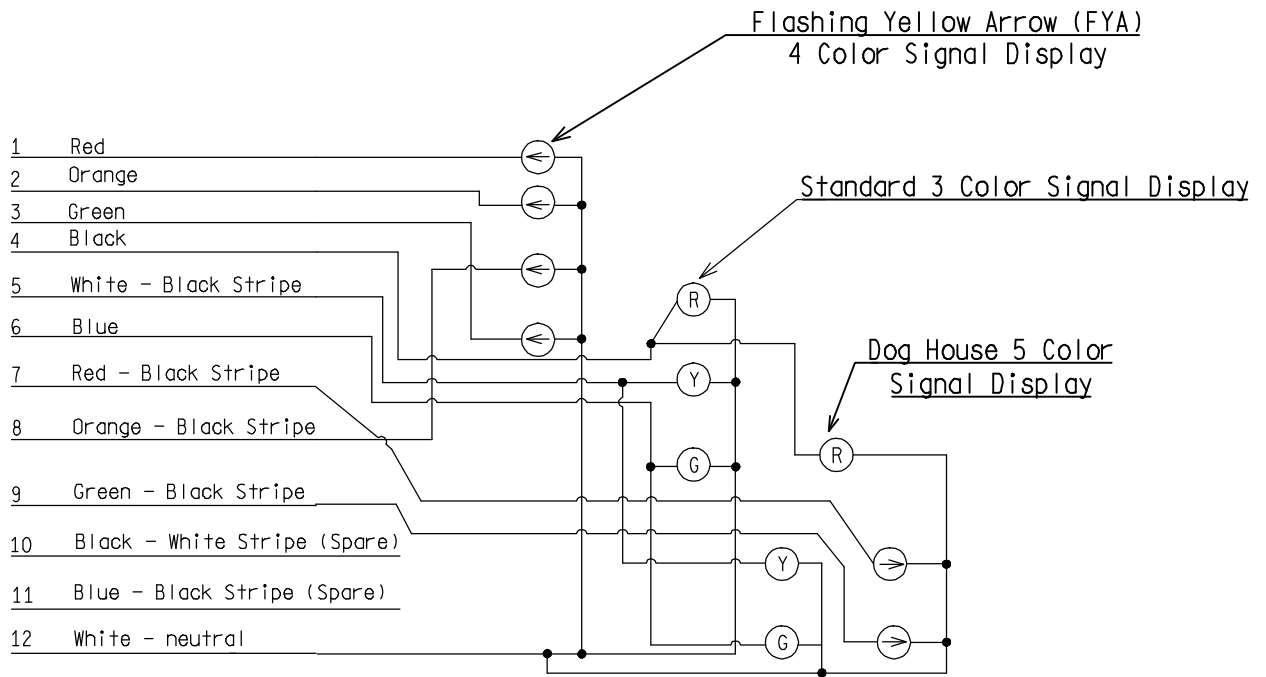 Flashing Yellow Arrow (FYA)
4 Color Signal Display
1 Red
2 Orange
3 Green
4 Black
Standard 3 Color Signal Display
5 White - Black Stripe
R
6 Blue
7 Red - Black Stripe
Y
Dog House 5 Color
Signal Display
8 Orange - Black Stripe
R
G
9 Green - Black Stripe
10 Black - White Stripe (Spare)
Y
11 Blue - Black Stripe (Spare)
12 White - neutral
G